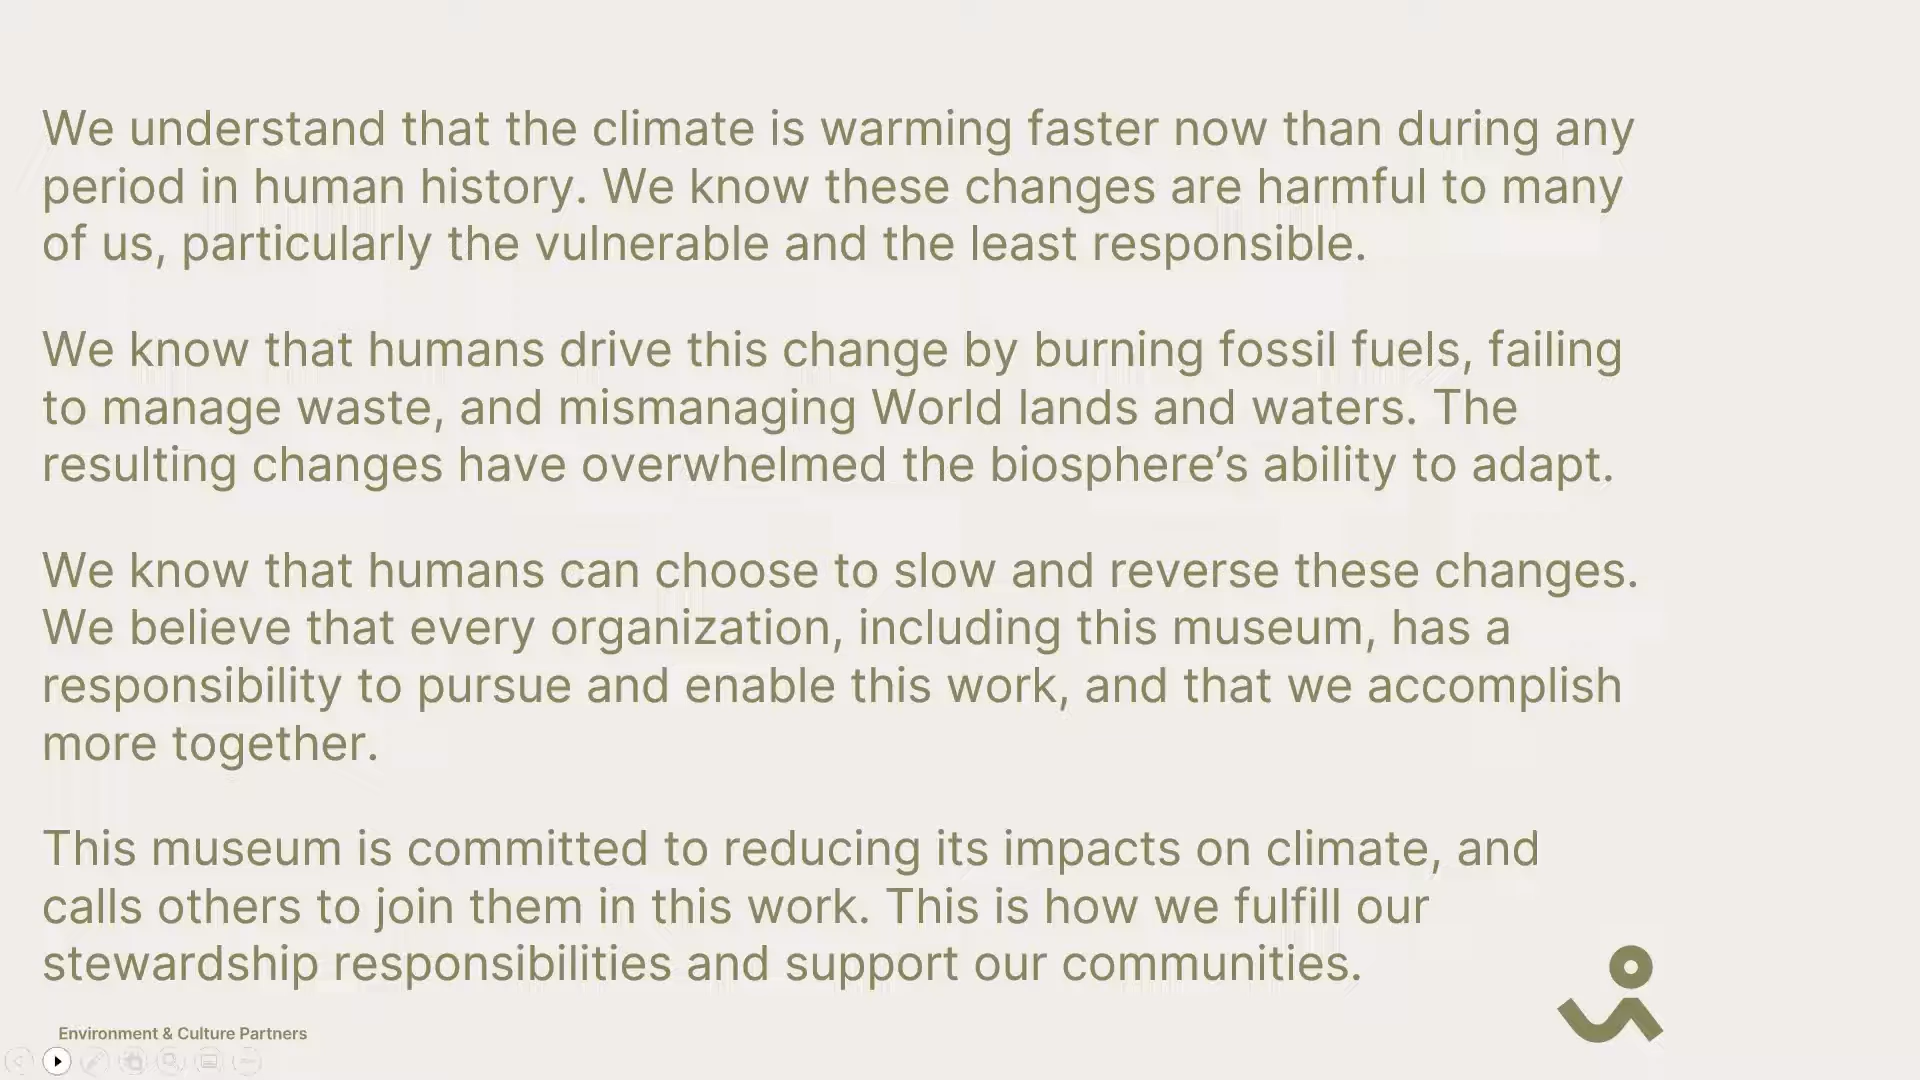 We understand that the climate is warming faster now than during any
period in human history. We know these changes are harmful to many
of us, particularly the vulnerable and the least responsible.
We know that humans drive this change by burning fossil fuels, failing
to manage waste, and mismanaging World lands and waters. The
resulting changes have overwhelmed the biosphere’s ability to adapt.
We know that humans can choose to slow and reverse these changes.
We believe that every organization, including this museum, has a
responsibility to pursue and enable this work, and that we accomplish
more together.
This museum is committed to reducing its impacts on climate, and
calls others to join them in this work. This is how we fulfill our
stewardship responsibilities and support our communities.
Environment & Culture Partners